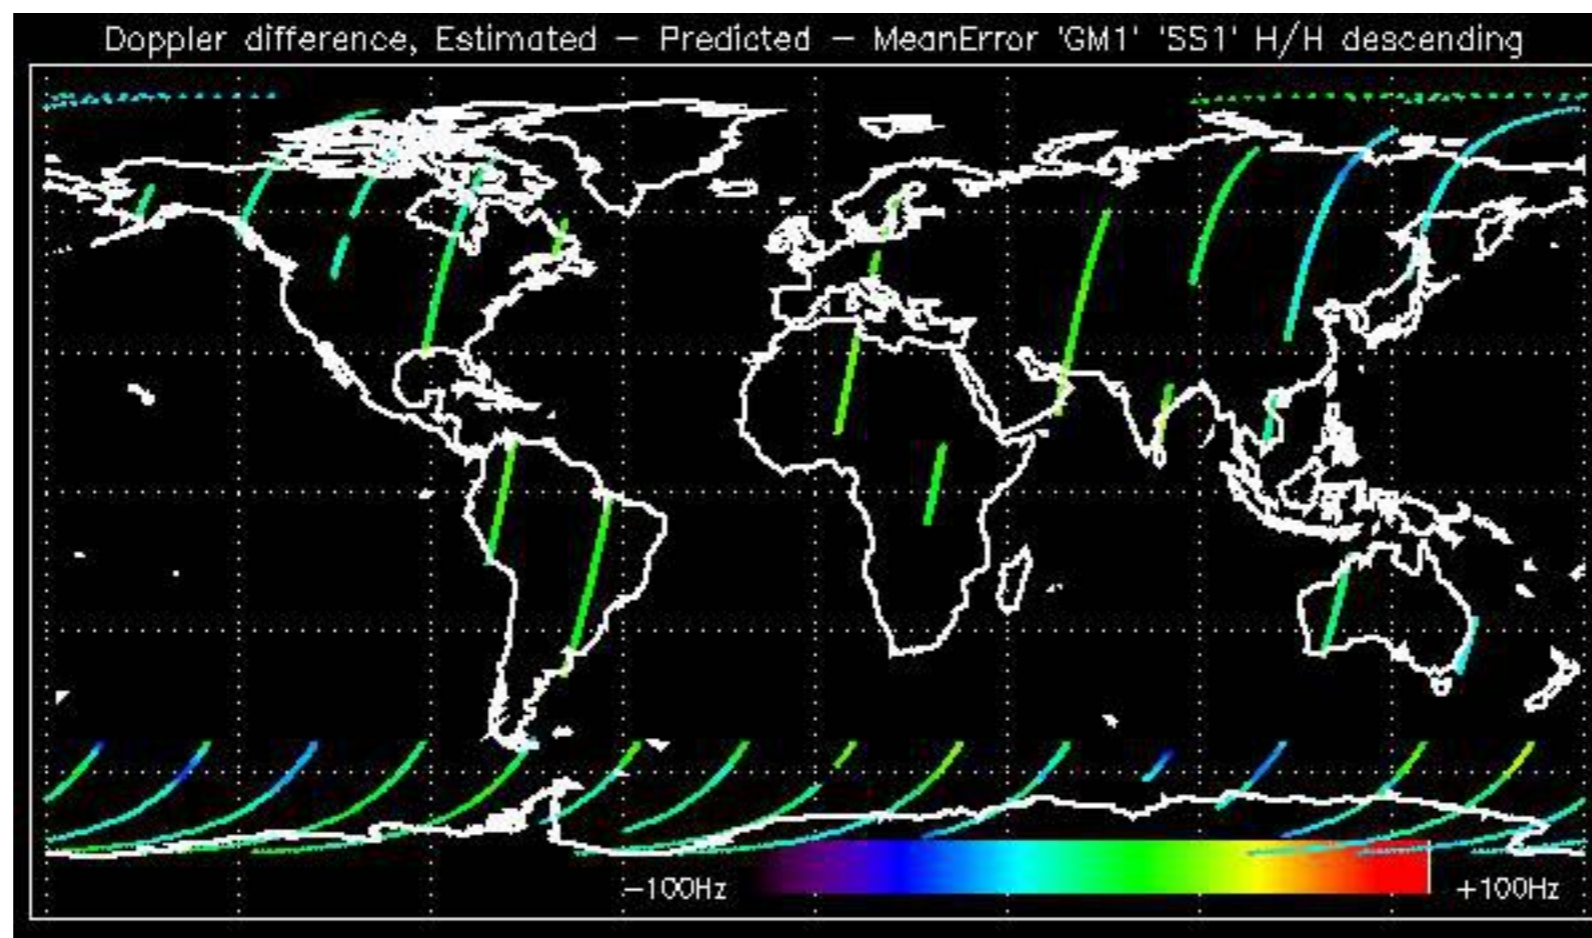 Doppler difference, Estimated – Predicted – MeanError 'GM1' 'SS1' H/H descending
-100Hz
+100Hz